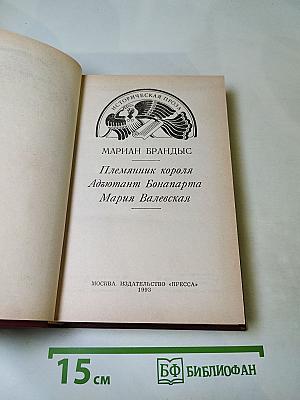 ИСТОРИЧЕСКАЯ ПРОЗА
МАРИАН БРАНДЫС
Племянник короля
Адъютант Бонапарта
Мария Валевская
МОСКВА. ИЗДАТЕЛЬСТВО «ПРЕССА»
1993
15 см
БФ БИБЛИОФАН